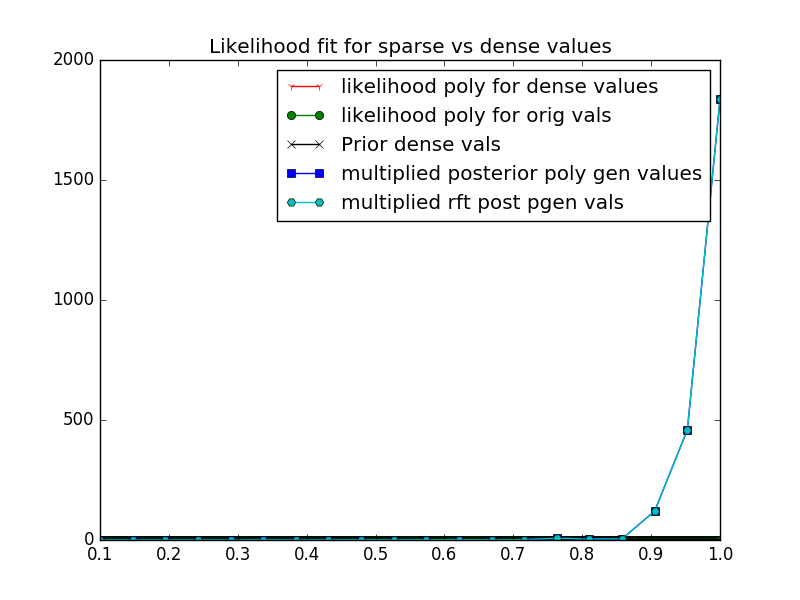 Likelihood fit for sparse vs dense values
2000
likelihood poly for dense values
likelihood poly for orig vals
Prior dense vals
multiplied posterior poly gen values
multiplied rft post pgen vals
1500
1000
500
0
0.1 0.2 0.3 0.4 0.5 0.6 0.7 0.8 0.9 1.0